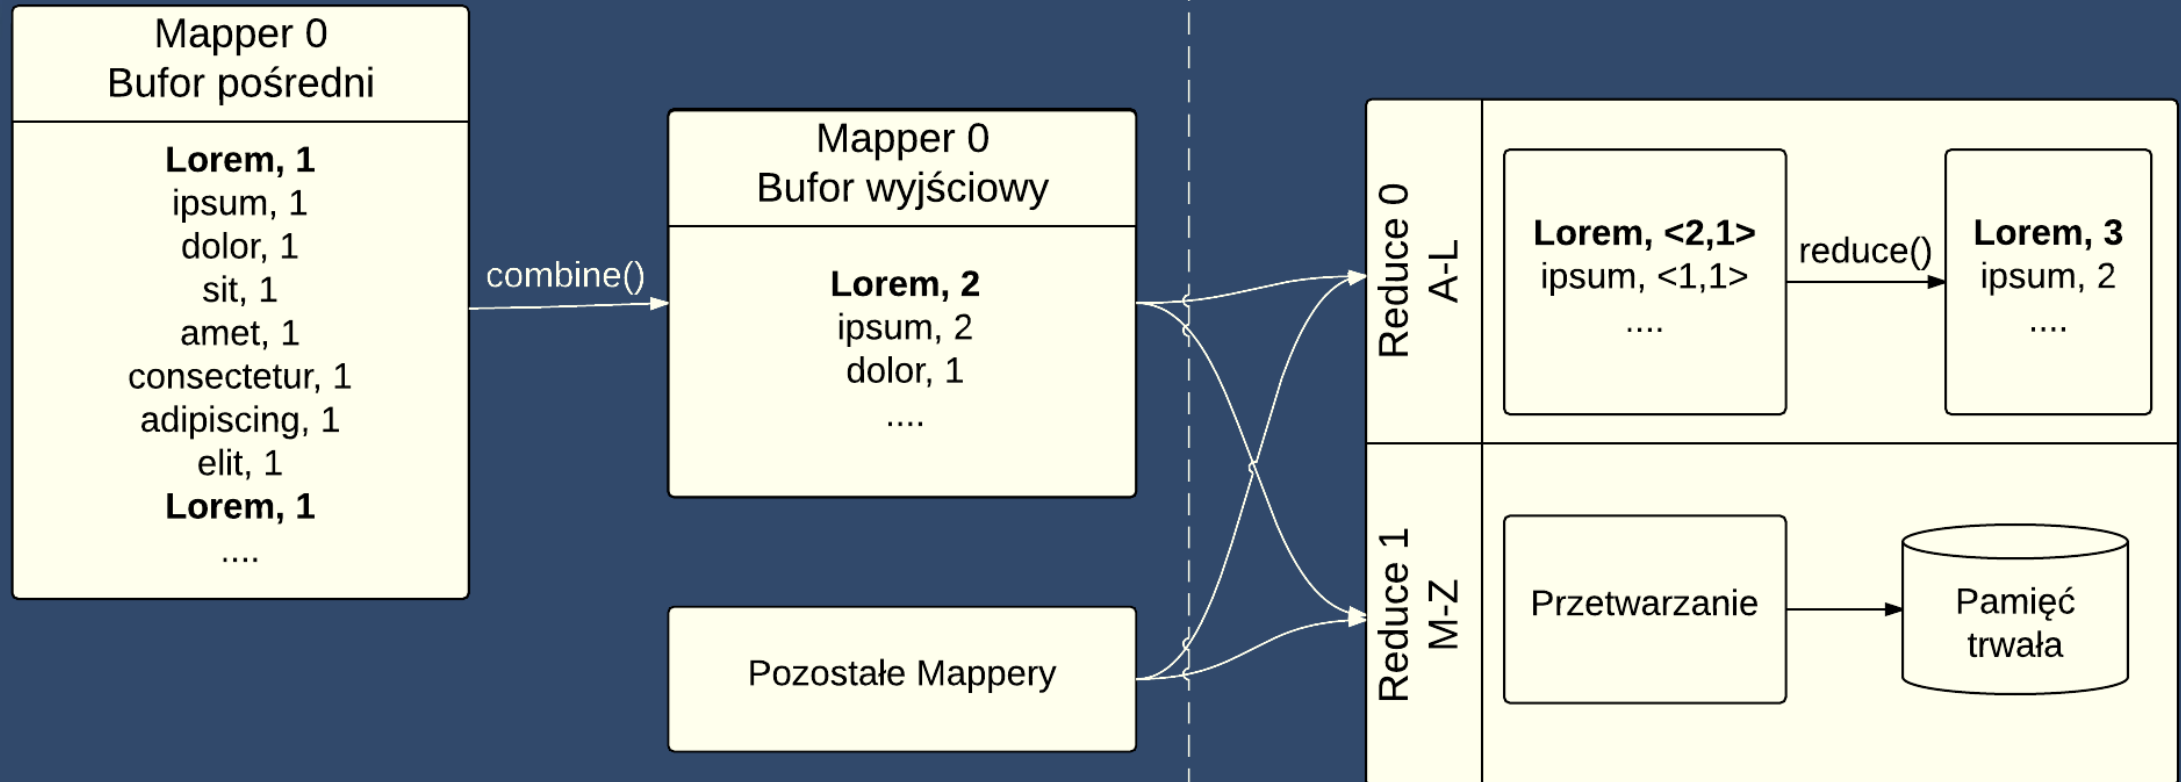 Mapper 0
Bufor pośredni
Lorem, 1
ipsum, 1
dolor, 1
sit, 1
amet, 1
consectetur, 1
adipiscing, 1
elit, 1
Lorem, 1
....
combine()
Mapper 0
Bufor wyjściowy
Lorem, 2
ipsum, 2
dolor, 1
....
Pozostałe Mappery
Reduce 0
A-L
Lorem, <2,1>
ipsum, <1,1>
....
reduce()
Lorem, 3
ipsum, 2
....
Reduce 1
M-Z
Przetwarzanie
Pamięć
trwała